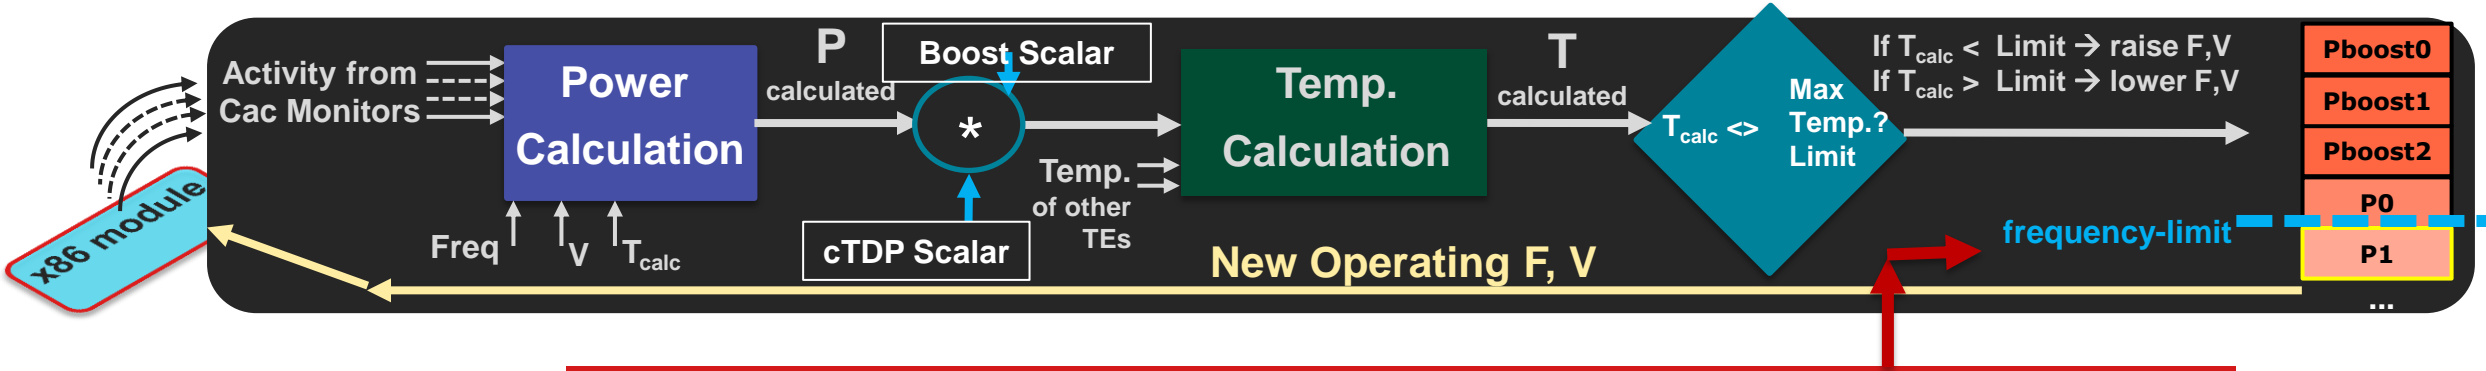 x86 module
Activity from
Cac Monitors
Power
Calculation
Freq
V
Tcalc
P
calculated
Boost Scalar
*
cTDP Scalar
Temp.
of other
TEs
Temp.
Calculation
T
calculated
Tcalc <>
Max
Temp.?
Limit
If Tcalc < Limit → raise F,V
If Tcalc > Limit → lower F,V
frequency-limit
Pboost0
Pboost1
Pboost2
P0
P1
...
New Operating F, V